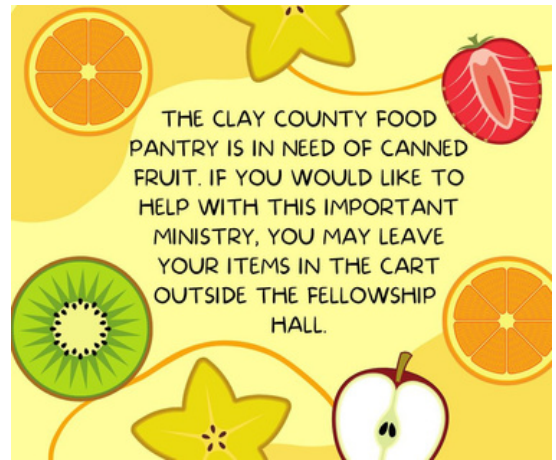 THE CLAY COUNTY FOOD
PANTRY IS IN NEED OF CANNED
FRUIT. IF YOU WOULD LIKE TO
HELP WITH THIS IMPORTANT
MINISTRY, YOU MAY LEAVE
YOUR ITEMS IN THE CART
OUTSIDE THE FELLOWSHIP
HALL.